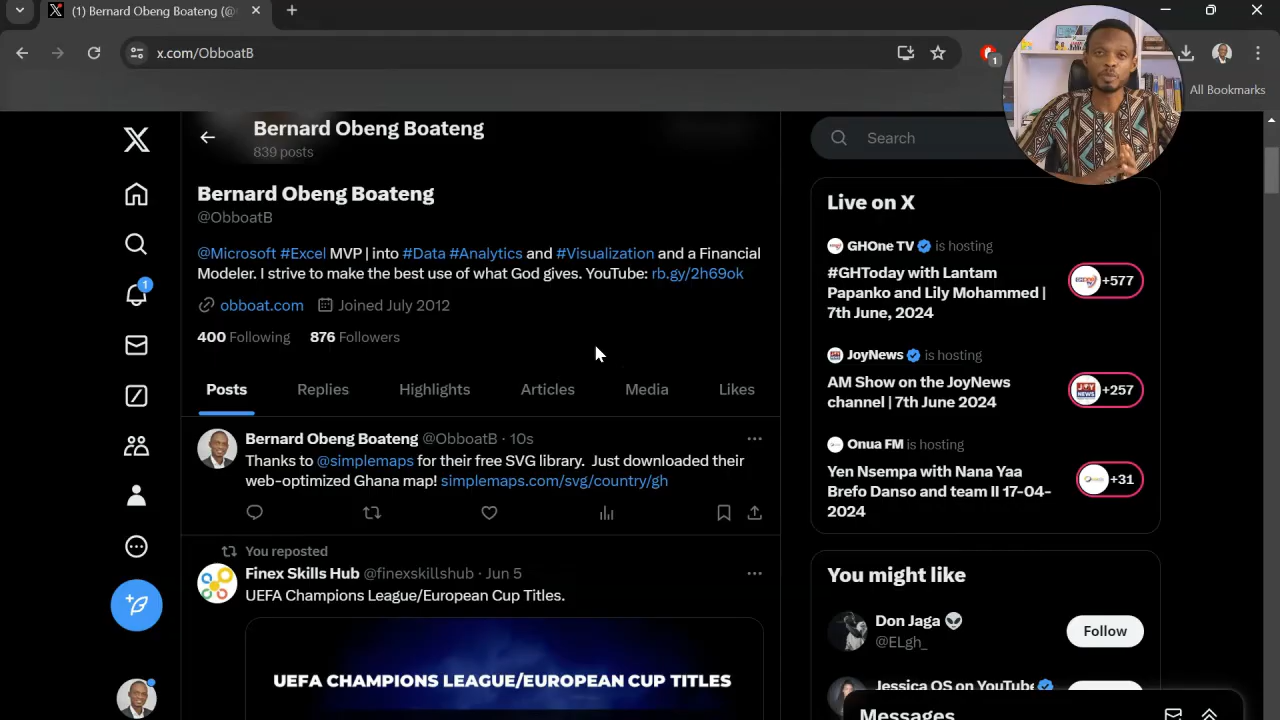 (1) Bernard Obeng Boateng (@
x.com/ObboatB
1
All Bookmarks
Bernard Obeng Boateng
839 posts
Bernard Obeng Boateng
@ObboatB
@Microsoft #Excel MVP | into #Data #Analytics and #Visualization and a Financial
Modeler. I strive to make the best use of what God gives. YouTube: rb.gy/2h69ok
obboat.com Joined July 2012
400 Following 876 Followers
Posts Replies Highlights Articles Media Likes
Bernard Obeng Boateng @ObboatB · 10s
Thanks to @simplemaps for their free SVG library. Just downloaded their
web-optimized Ghana map! simplemaps.com/svg/country/gh
You reposted
Finex Skills Hub @finexskillshub · Jun 5
UEFA Champions League/European Cup Titles.
UEFA CHAMPIONS LEAGUE/EUROPEAN CUP TITLES
1
Search
Live on X
GHOne TV is hosting
#GHToday with Lantam
Papanko and Lily Mohammed |
7th June, 2024
+577
JoyNews is hosting
AM Show on the JoyNews
channel | 7th June 2024
+257
Onua FM is hosting
Yen Nsempa with Nana Yaa
Brefo Danso and team II 17-04-
2024
+31
You might like
Don Jaga
@ELgh_
Follow
Jessica OS on YouTube
Messages